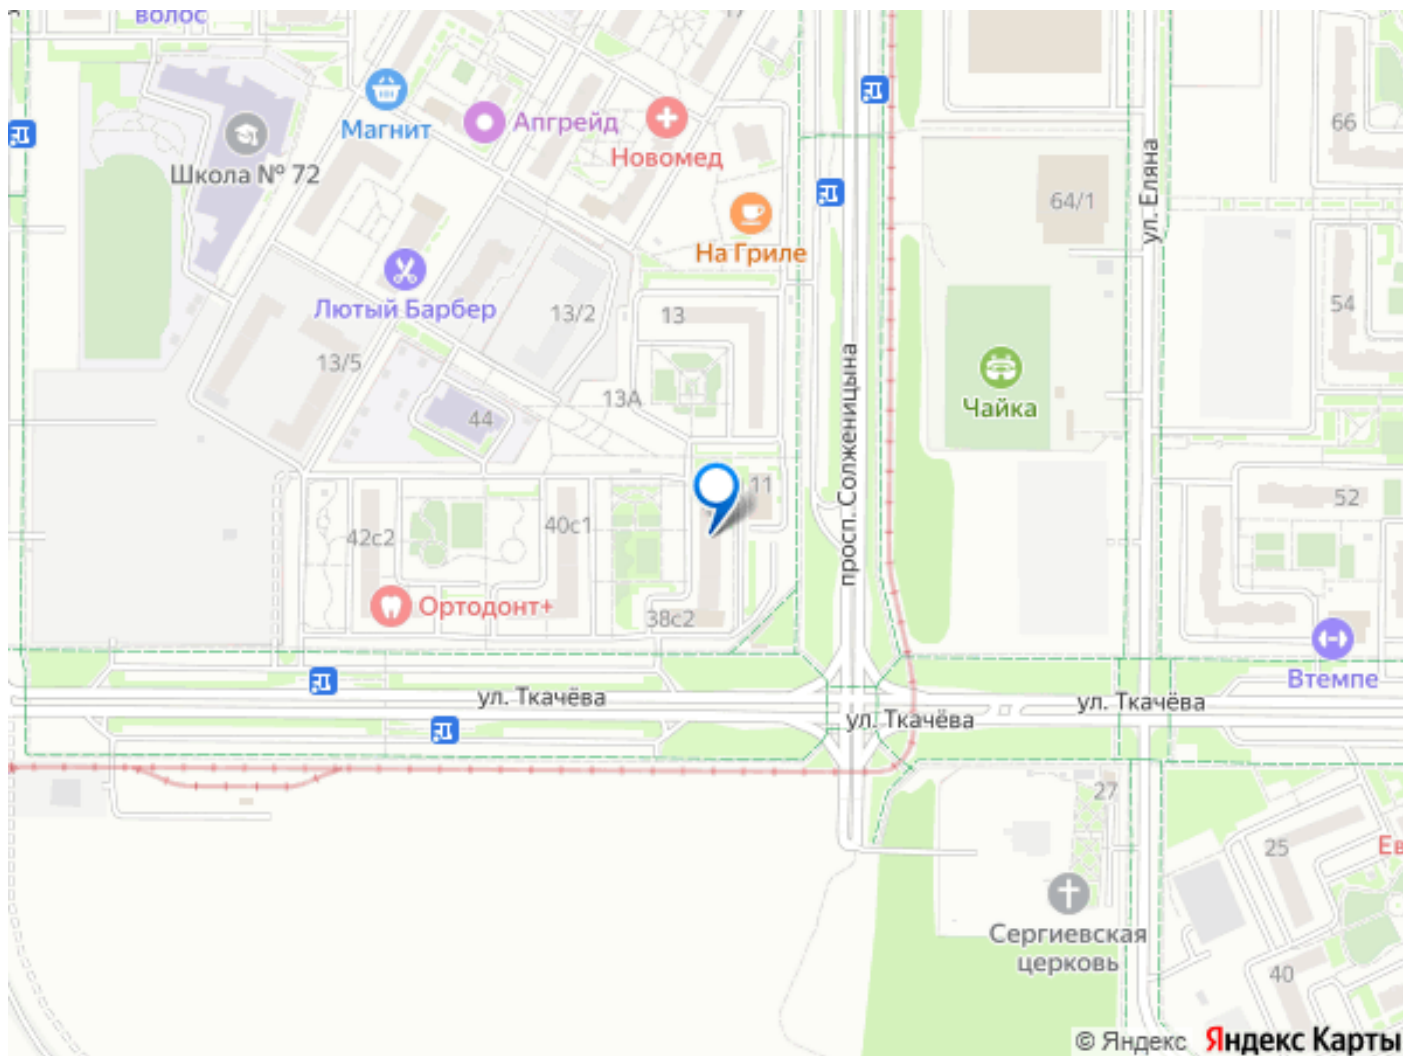 волос
17
Магнит
Апгрейд
Новомед
66
Школа № 72
64/1
ул. Еляна
На Гриле
Лютый Барбер
13/2
13
54
13/5
просп. Солженицына
Чайка
13А
44
11
52
42с2
40с1
Ортодонт+
38с2
Втемпе
ул. Ткачёва
ул. Ткачёва
ул. Ткачёва
27
25
Ев
Сергиевская
церковь
40
© Яндекс
Яндекс Карты